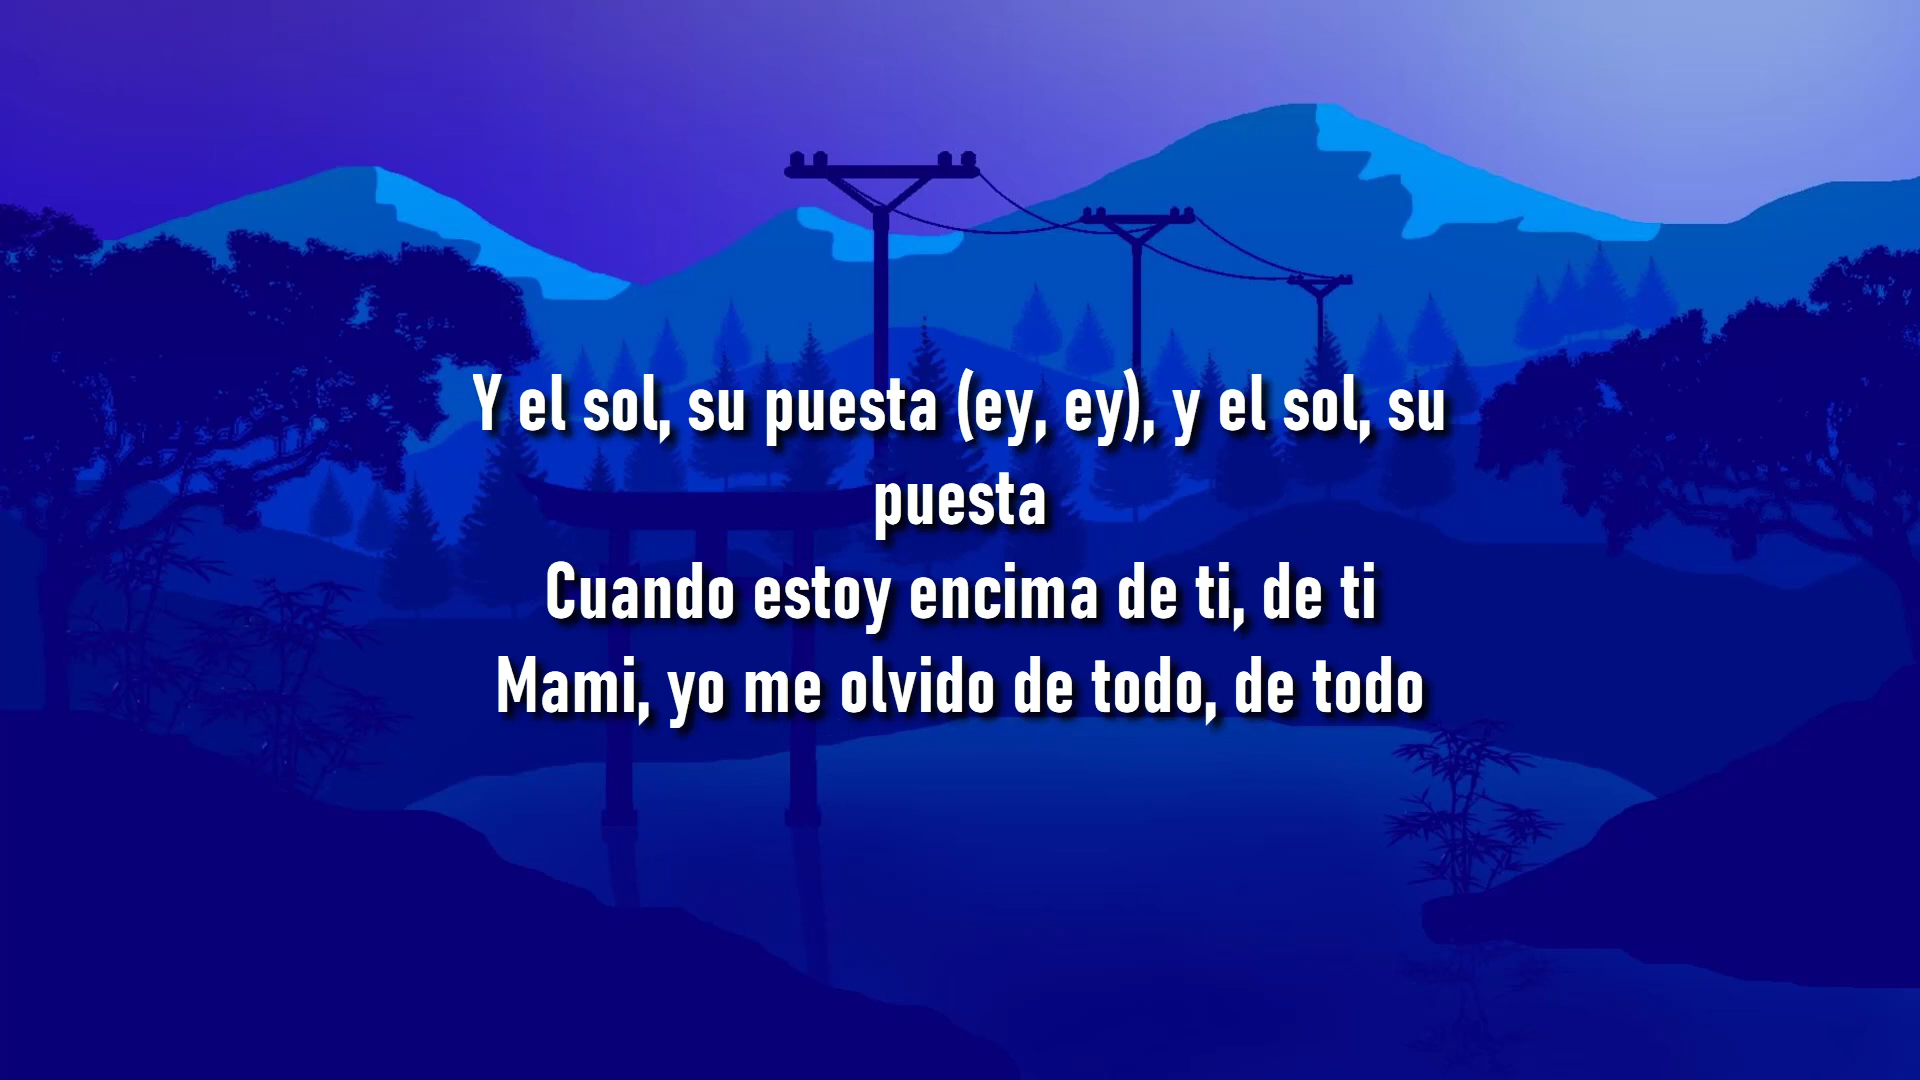 Y el sol, su puesta (ey, ey), y el sol, su
puesta
Cuando estoy encima de ti, de ti
Mami, yo me olvido de todo, de todo